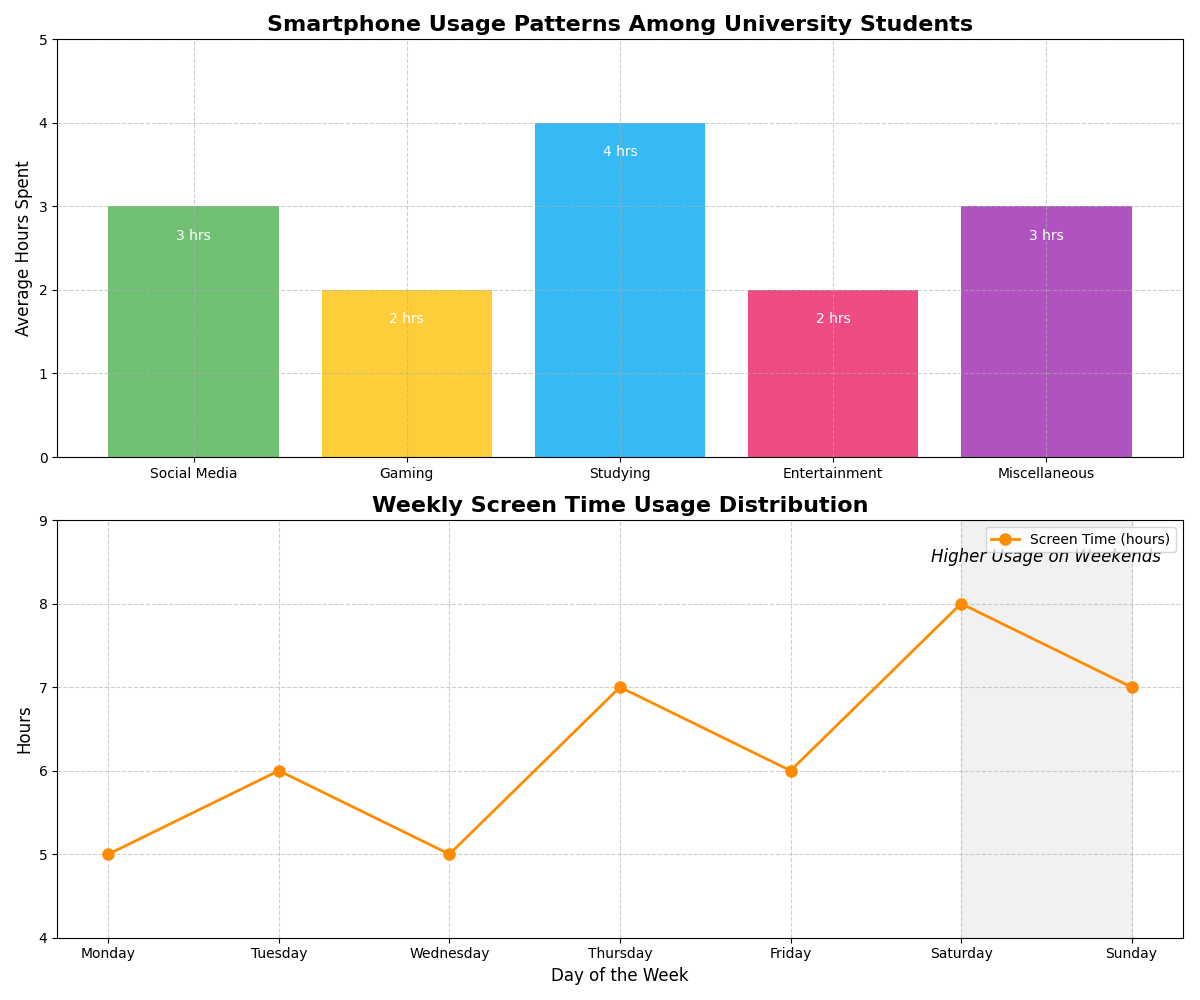 Smartphone Usage Patterns Among University Students
Average Hours Spent
5
4
3
2
1
0
3 hrs
2 hrs
4 hrs
2 hrs
3 hrs
Social Media
Gaming
Studying
Entertainment
Miscellaneous
Weekly Screen Time Usage Distribution
Hours
9
8
7
6
5
4
Screen Time (hours)
Higher Usage on Weekends
Monday
Tuesday
Wednesday
Thursday
Friday
Saturday
Sunday
Day of the Week